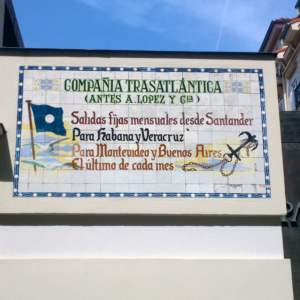 COMPAÑIA TRASATLÁNTICA
(ANTES A. LOPEZ Y Cia)
Salidas fijas mensuales desde Santander
Para Habana y Veracruz
Para Montevideo y Buenos Aires
El último de cada mes